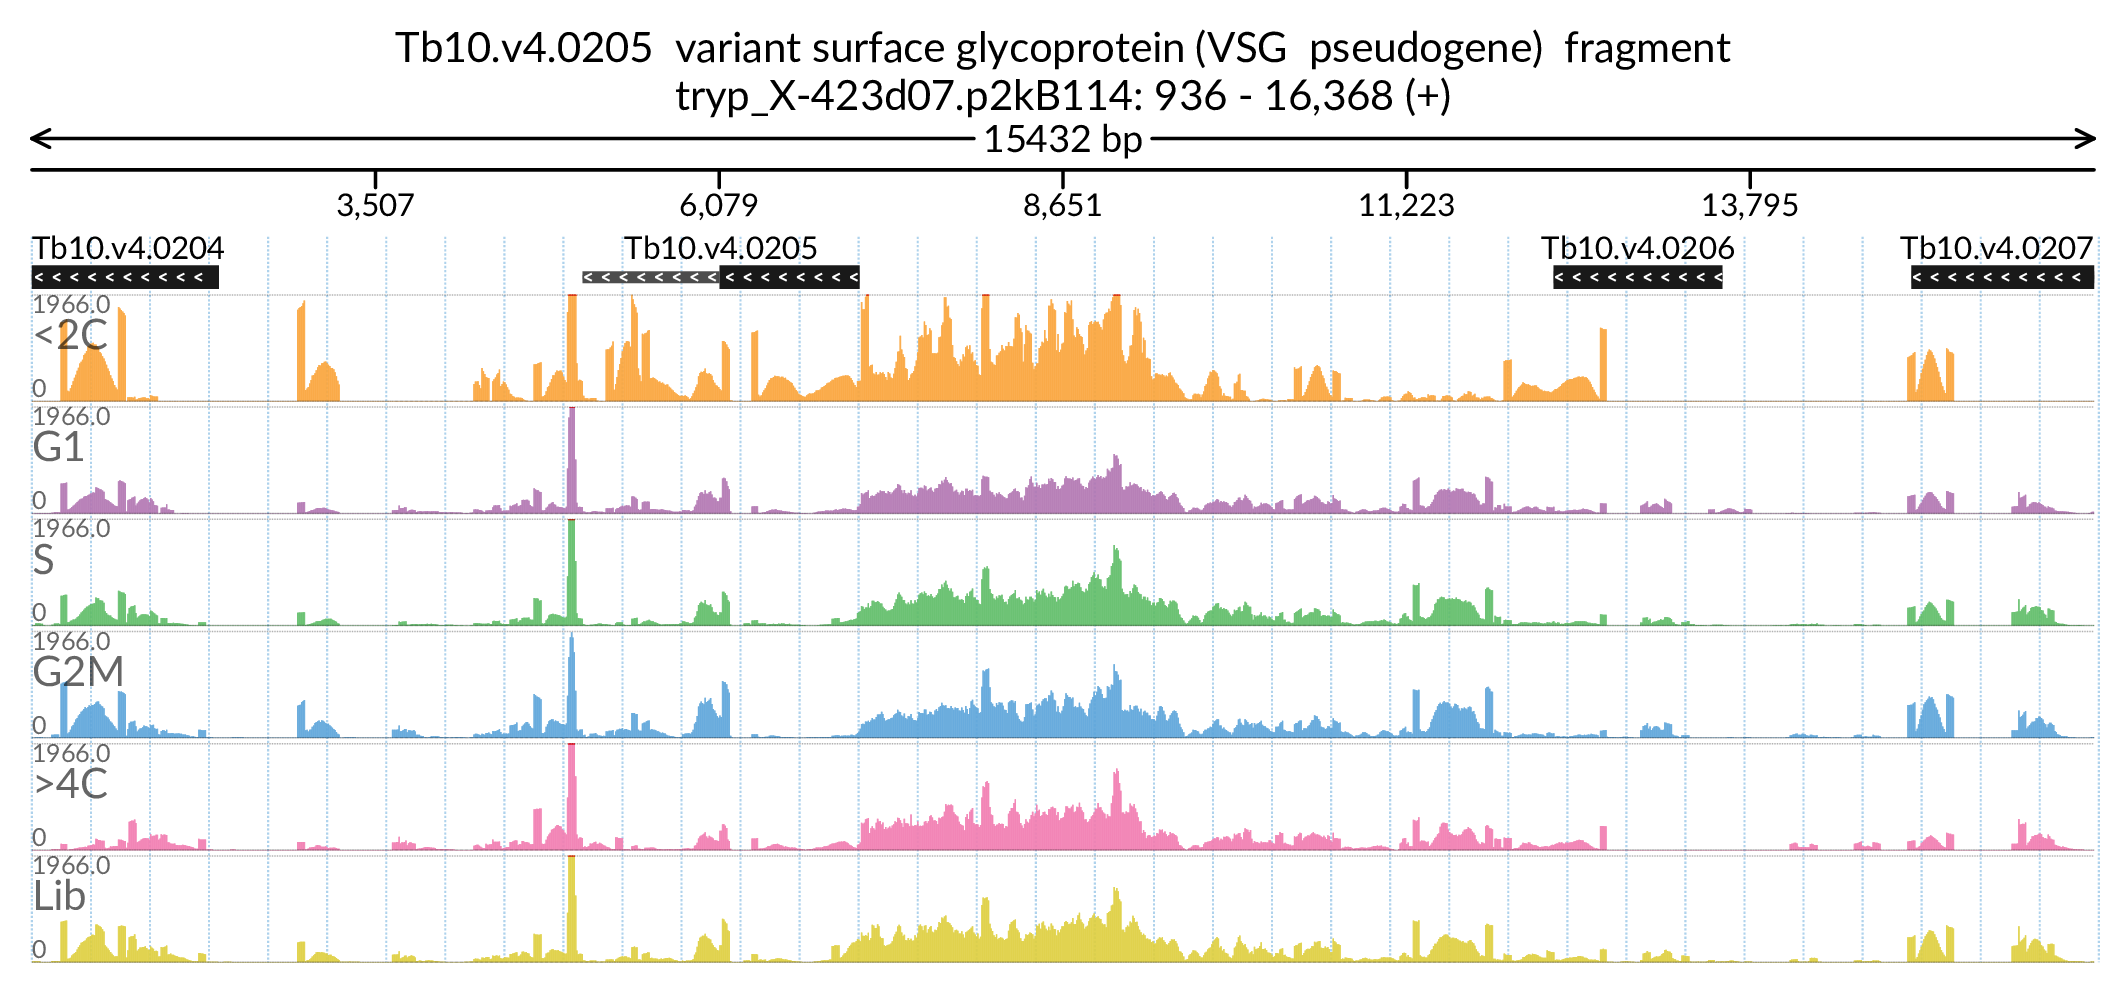 Tb10.v4.0205 variant surface glycoprotein (VSG pseudogene) fragment
tryp_X-423d07.p2kB114: 936 - 16,368 (+)
15432 bp
3,507 6,079 8,651 11,223 13,795
Tb10.v4.0204 Tb10.v4.0205 Tb10.v4.0206 Tb10.v4.0207
1966.0
<2C
0
1966.0
G1
0
1966.0
S
0
1966.0
G2M
0
1966.0
>4C
0
1966.0
Lib
0